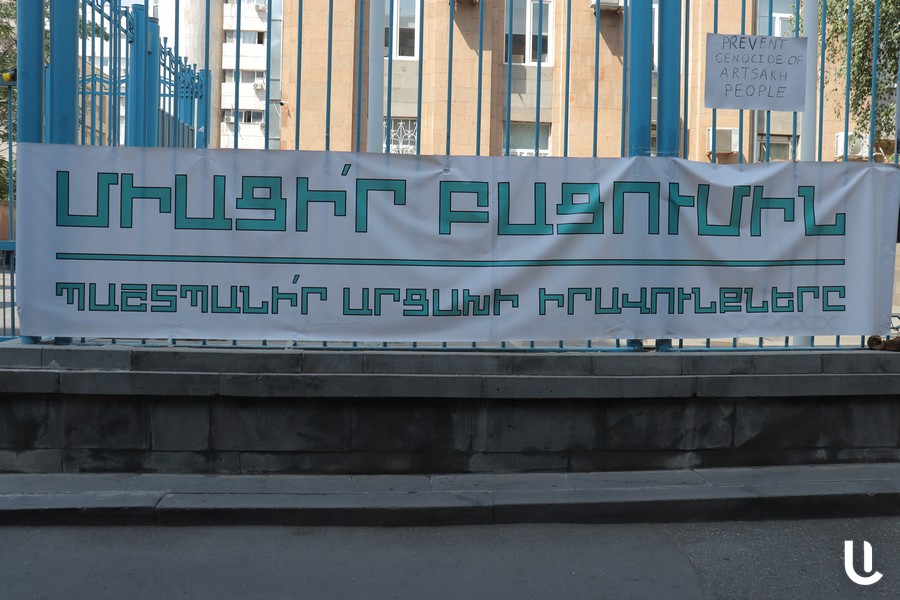 PREVENT
GENOCIDE OF
ARTSAKH
PEOPLE
ՄԻԱՑԻ՛Ր ԲԱՑՈՒՄԻՆ
ՊԱՇՏՊԱՆԻ՛Ր ԱՐՑԱԽԻ ԻՐԱՎՈՒՆՔՆԵՐԸ